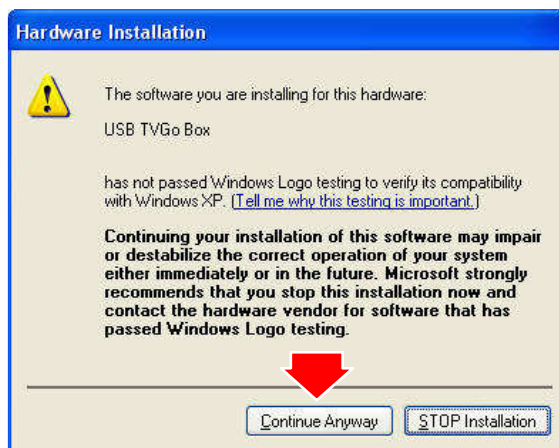 Hardware Installation
The software you are installing for this hardware:
USB TVGo Box
has not passed Windows Logo testing to verify its compatibility
with Windows XP. (Tell me why this testing is important.)
Continuing your installation of this software may impair
or destabilize the correct operation of your system
either immediately or in the future. Microsoft strongly
recommends that you stop this installation now and
contact the hardware vendor for software that has
passed Windows Logo testing.
Continue Anyway
STOP Installation